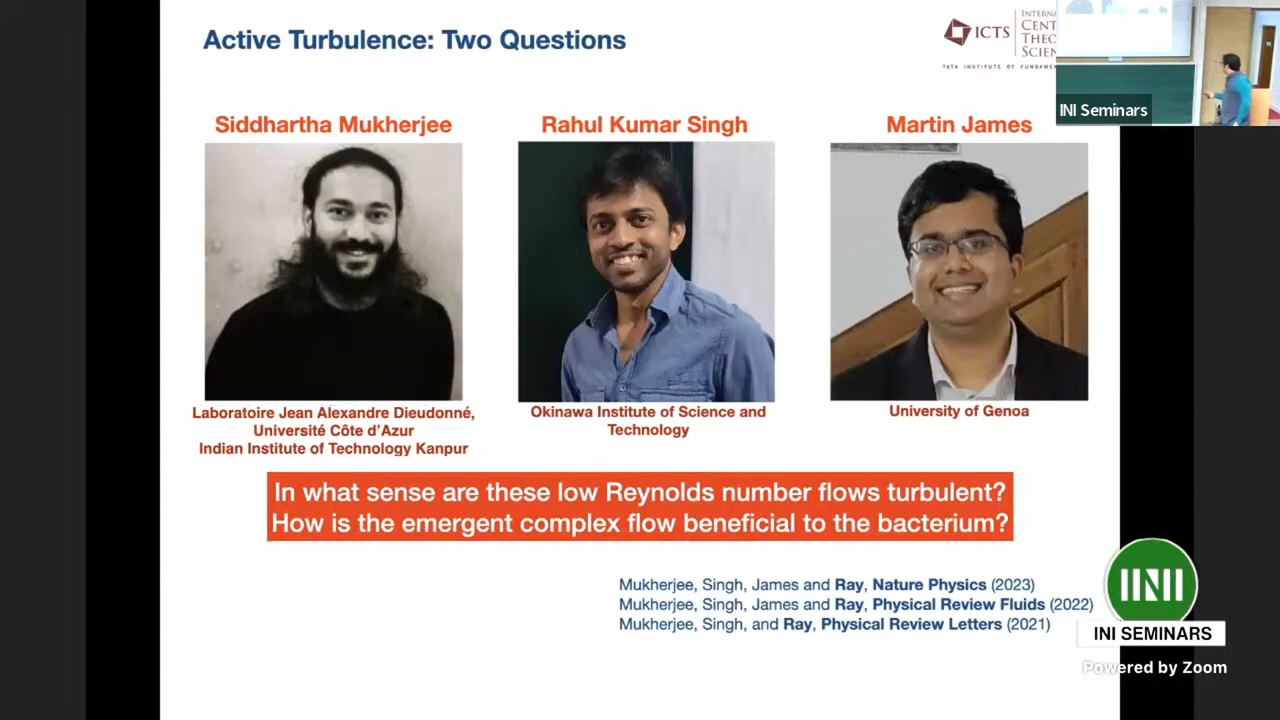 Active Turbulence: Two Questions
ICTS
TATA INSTITUTE OF
INI Seminars
Siddhartha Mukherjee
Rahul Kumar Singh
Martin James
Laboratoire Jean Alexandre Dieudonné,
Université Côte d'Azur
Indian Institute of Technology Kanpur
Okinawa Institute of Science and
Technology
University of Genoa
In what sense are these low Reynolds number flows turbulent?
How is the emergent complex flow beneficial to the bacterium?
Mukherjee, Singh, James and Ray, Nature Physics (2023)
Mukherjee, Singh, James and Ray, Physical Review Fluids (2022)
Mukherjee, Singh, and Ray, Physical Review Letters (2021)
INI
INI SEMINARS
Powered by Zoom